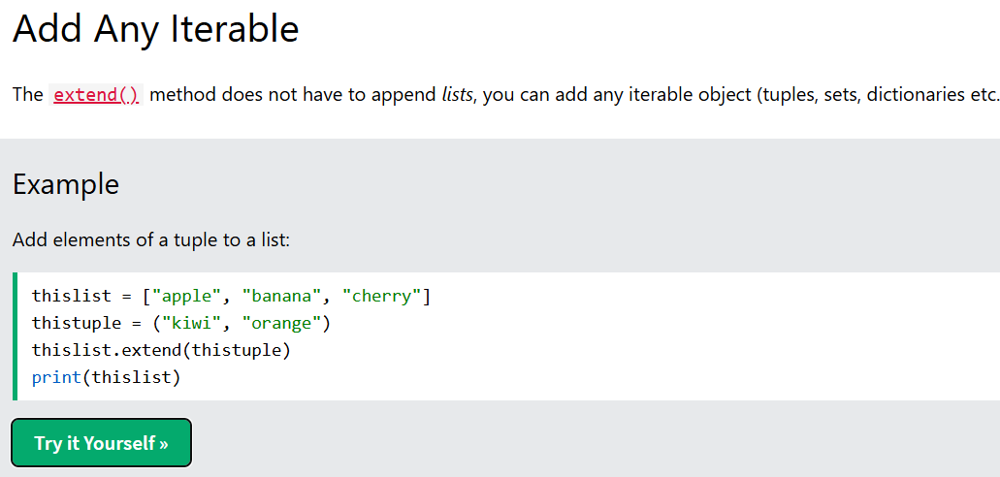 Add Any Iterable
The extend() method does not have to append lists, you can add any iterable object (tuples, sets, dictionaries etc.
Example
Add elements of a tuple to a list:
thislist = ["apple", "banana", "cherry"]
thistuple = ("kiwi", "orange")
thislist.extend(thistuple)
print(thislist)
Try it Yourself »